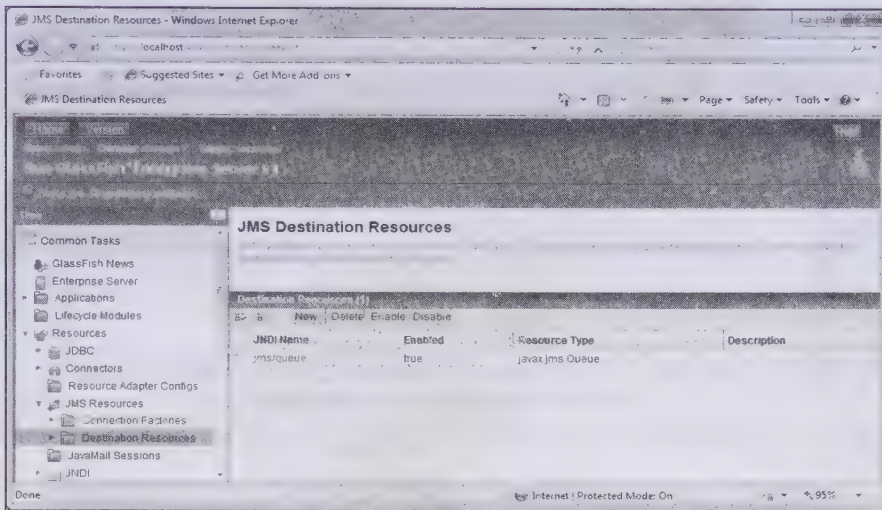 JMS Destination Resources - Windows Internet Explorer
localhost
Favorites Suggested Sites Get More Add-ons
JMS Destination Resources Page Safety Tools
Home Version
JMS Destination Resources
Common Tasks
GlassFish News
Enterprise Server
Applications
Lifecycle Modules
Resources
JDBC
Connectors
Resource Adapter Configs
JMS Resources
Connection Factories
Destination Resources
JavaMail Sessions
JNDI
Destination Resources (1)
New Delete Enable Disable
JNDI Name Enabled Resource Type Description
jms/queue true javax.jms.Queue
Done Internet | Protected Mode: On 95%